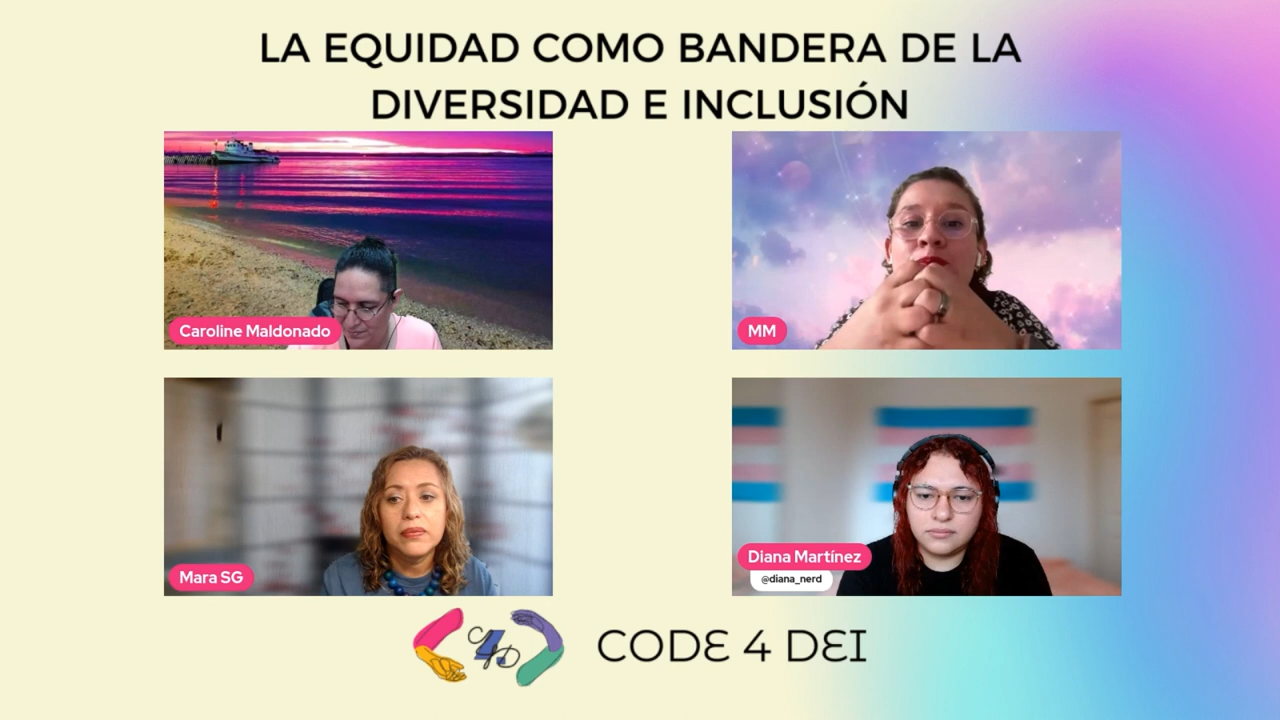 LA EQUIDAD COMO BANDERA DE LA
DIVERSIDAD E INCLUSIÓN
Caroline Maldonado
MM
Mara SG
Diana Martínez
@diana_nerd
C4D
CODE 4 DEI